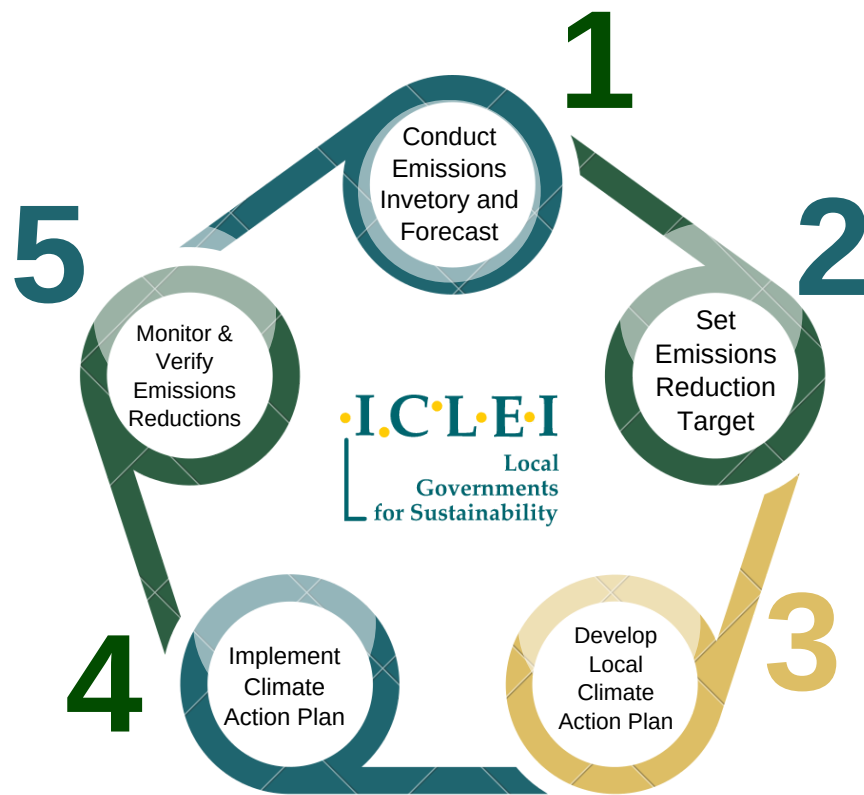 1
Conduct
Emissions
Invetory and
Forecast
2
Set
Emissions
Reduction
Target
3
Develop
Local
Climate
Action Plan
4
Implement
Climate
Action Plan
5
Monitor &
Verify
Emissions
Reductions
I.C.L.E.I
Local
Governments
for Sustainability